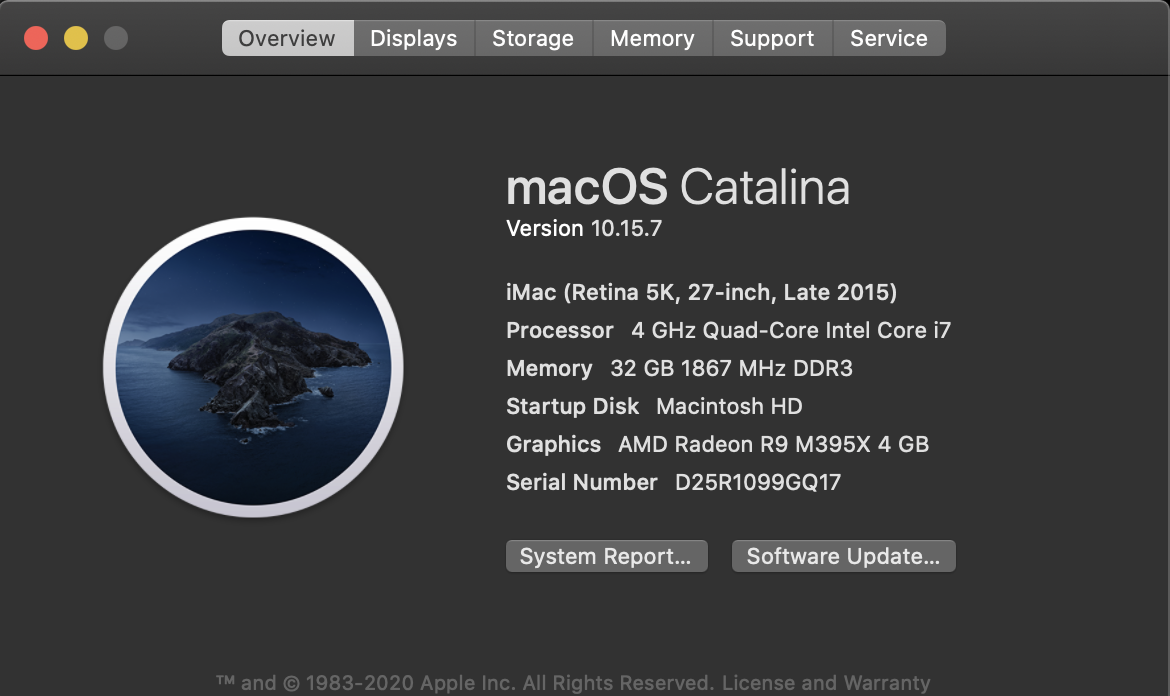 Overview Displays Storage Memory Support Service
macOS Catalina
Version 10.15.7
iMac (Retina 5K, 27-inch, Late 2015)
Processor 4 GHz Quad-Core Intel Core i7
Memory 32 GB 1867 MHz DDR3
Startup Disk Macintosh HD
Graphics AMD Radeon R9 M395X 4 GB
Serial Number D25R1099GQ17
System Report... Software Update...
™ and © 1983-2020 Apple Inc. All Rights Reserved. License and Warranty